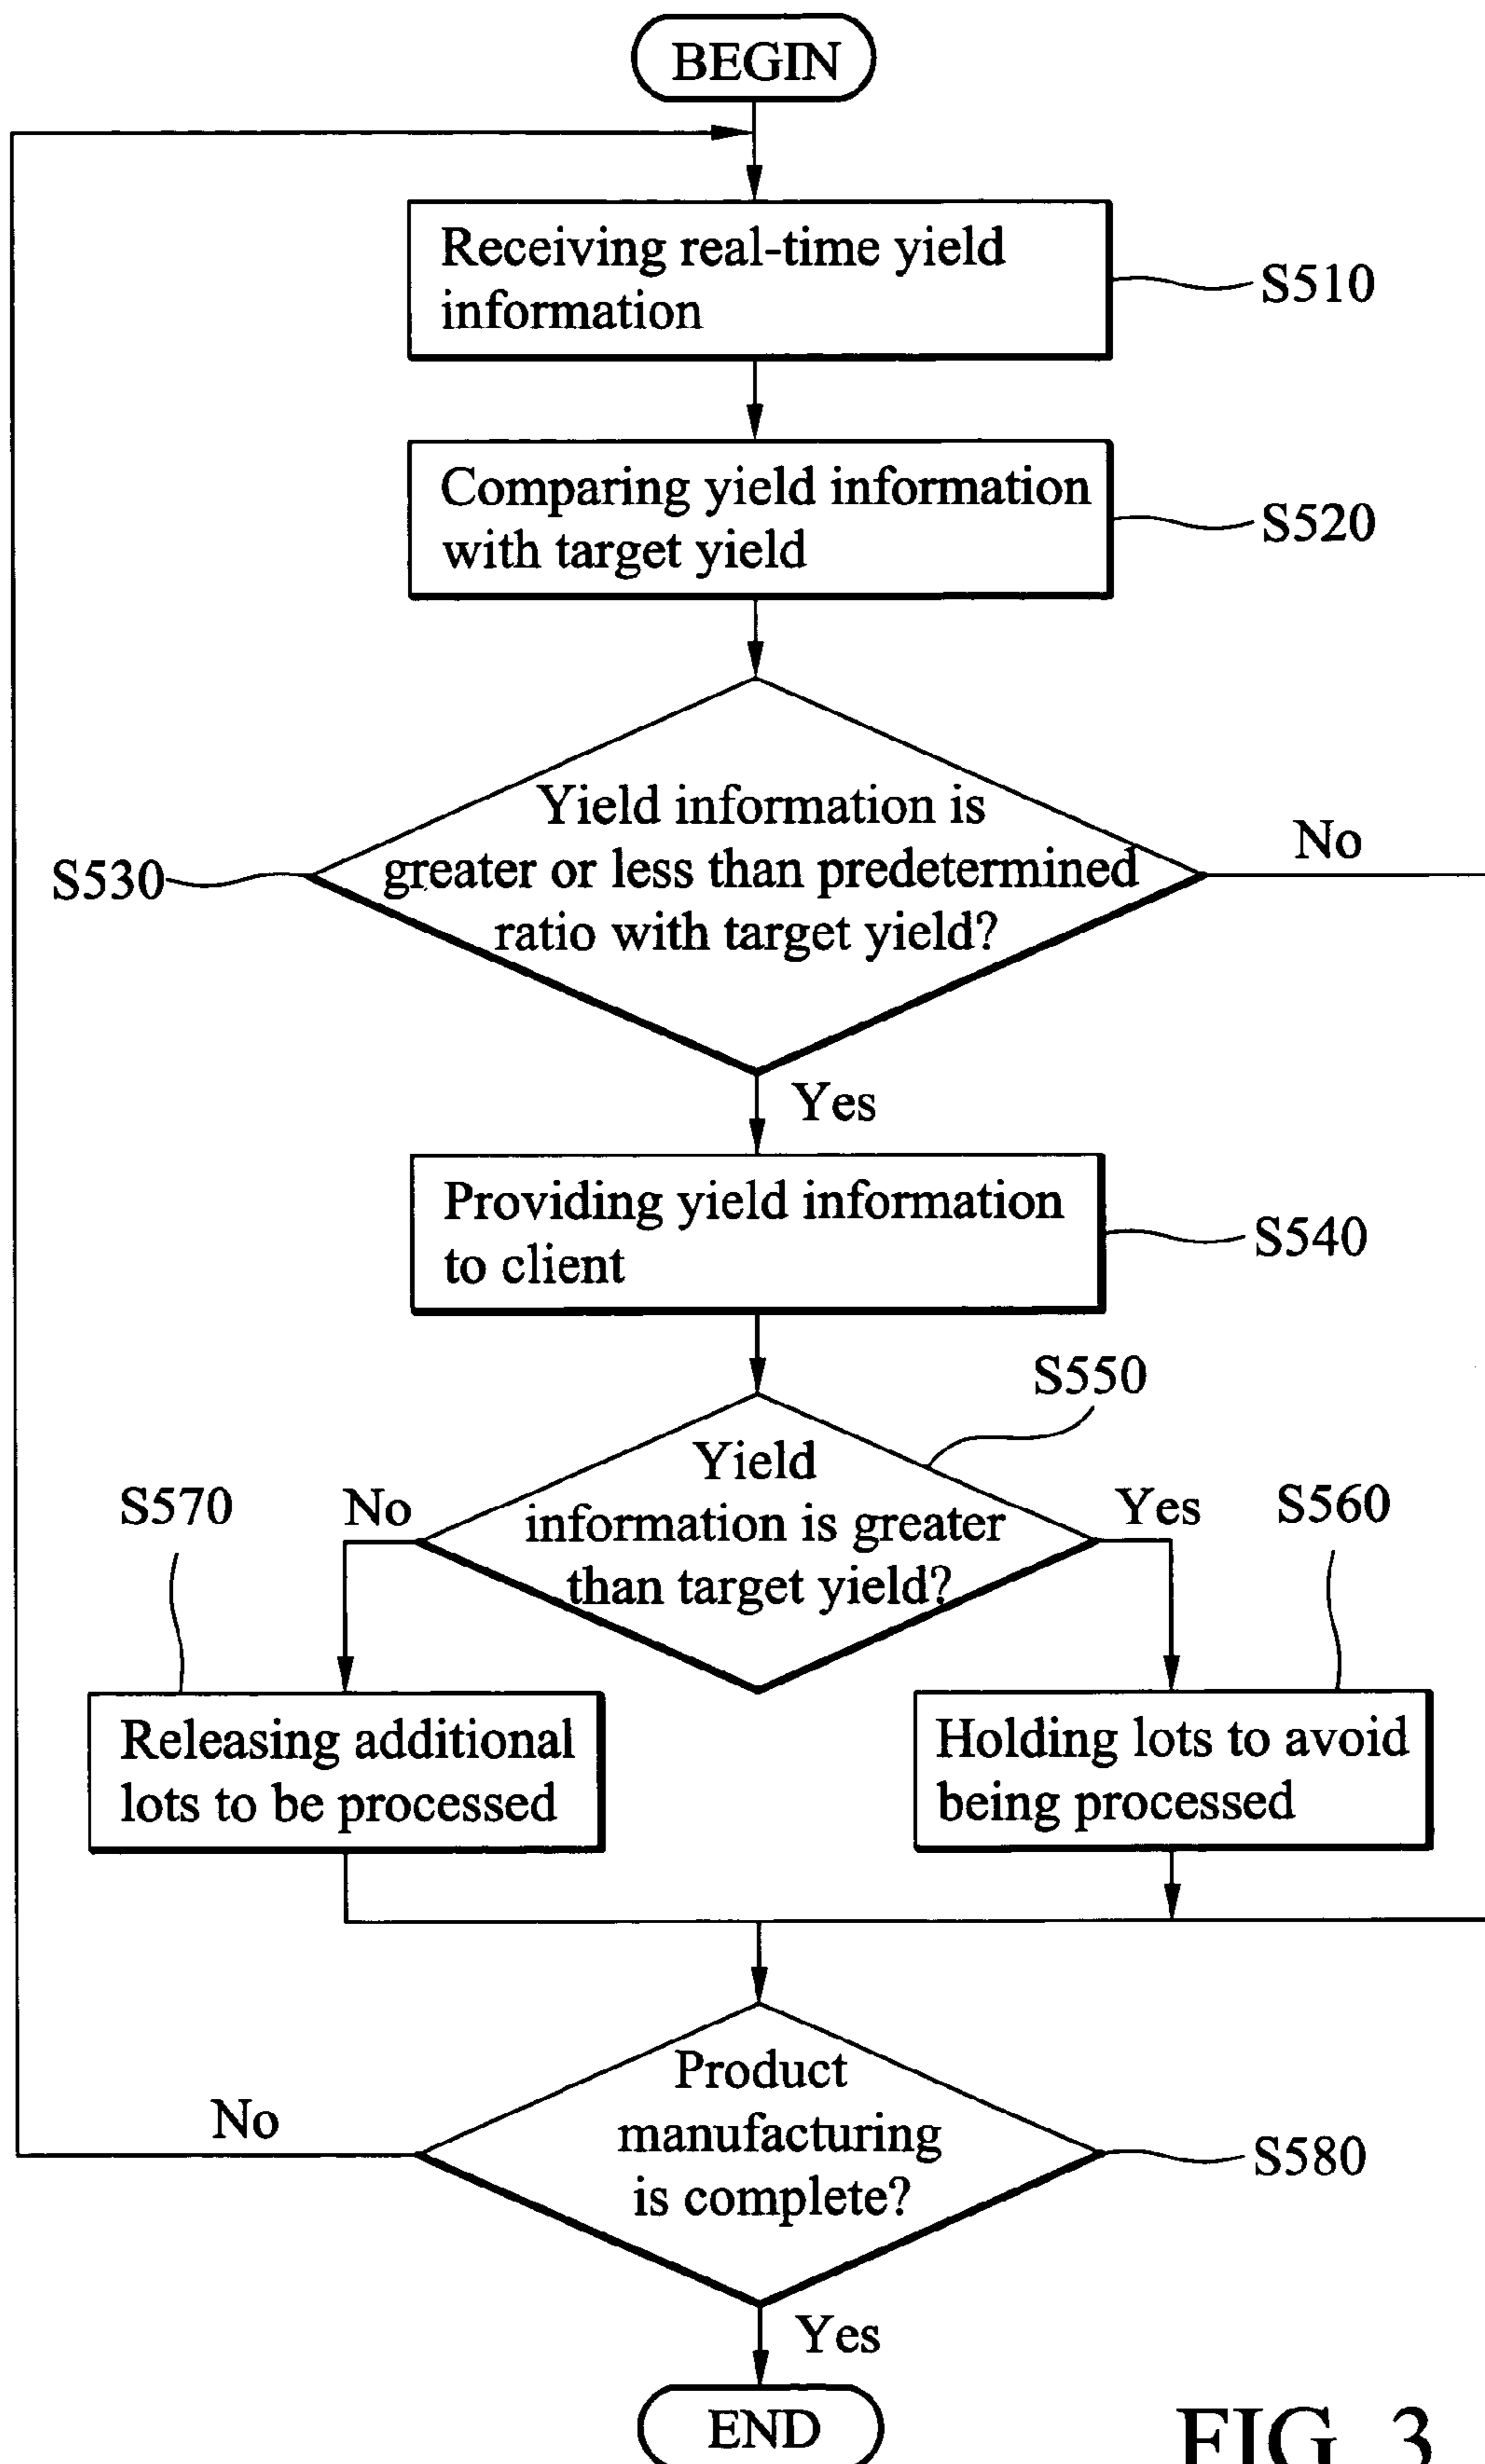 BEGIN
Receiving real-time yield
information
S510
Comparing yield information
with target yield
S520
Yield information is
greater or less than predetermined
ratio with target yield?
S530
No
Yes
Providing yield information
to client
S540
S550
Yield
information is greater
than target yield?
No
Yes
S570
S560
Releasing additional
lots to be processed
Holding lots to avoid
being processed
Product
manufacturing
is complete?
No
S580
Yes
END
FIG. 3